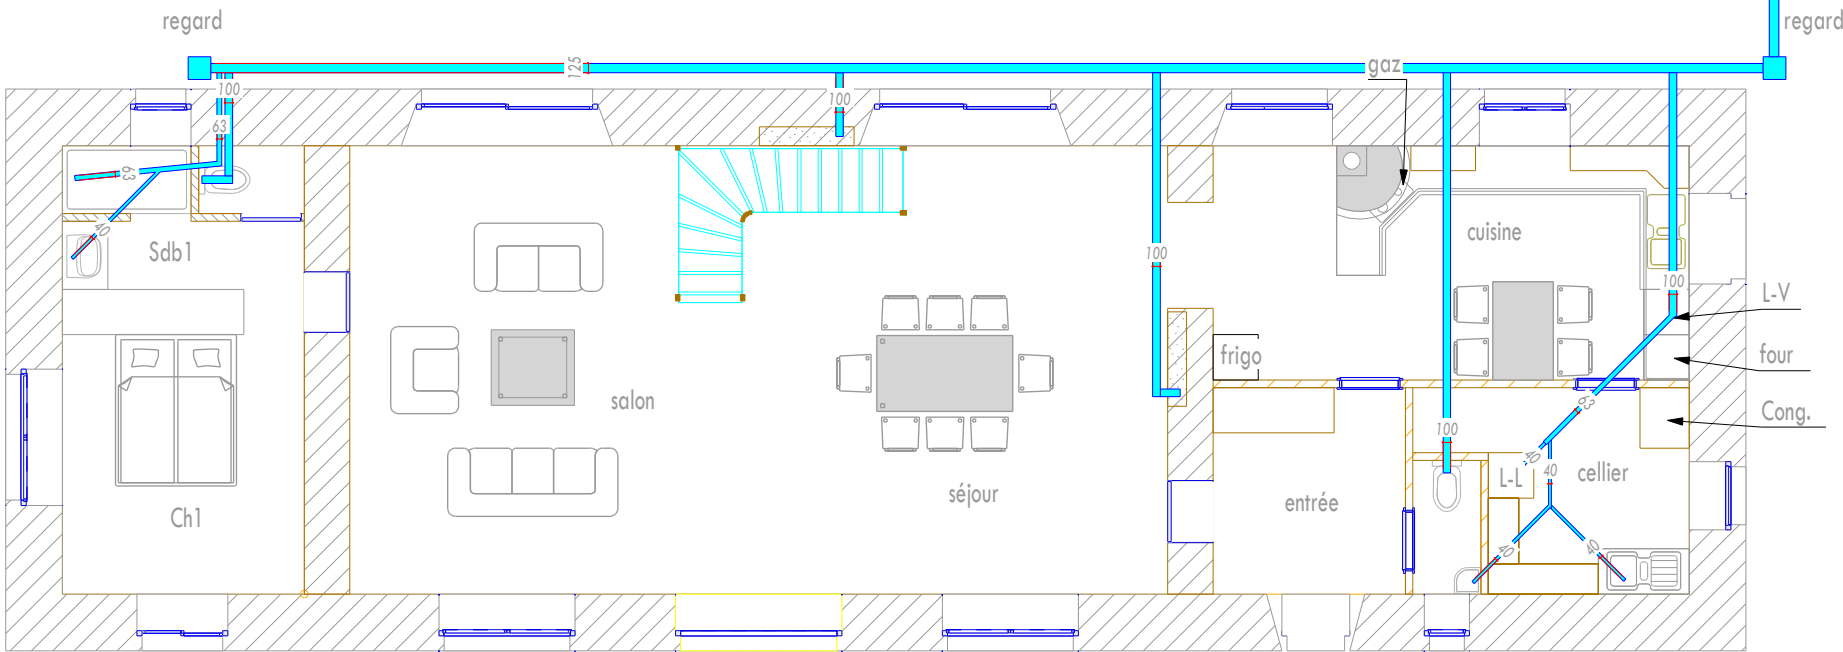 regard
regard
125
gaz
100
100
63
63
40
Sdb1
cuisine
100
100
L-V
frigo
four
salon
63
Cong.
100
40
40
cellier
L-L
séjour
entrée
Ch1
40
40